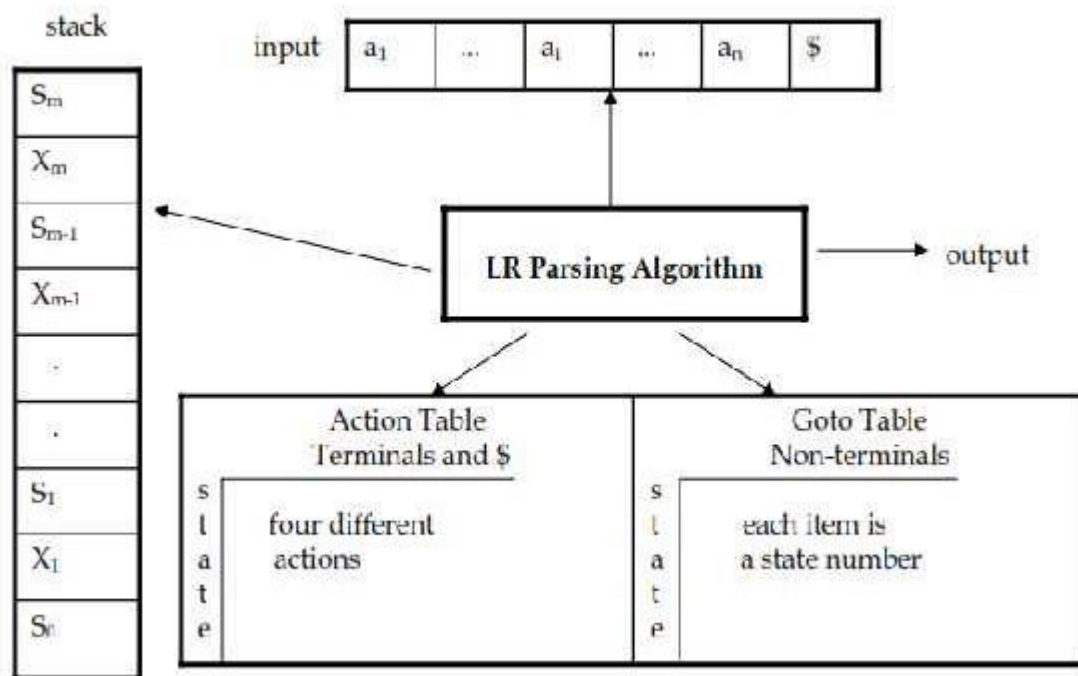 stack
input a₁ ... aᵢ ... aₙ $
Sₘ
Xₘ
Sₘ₋₁
Xₘ₋₁
.
.
S₁
X₁
S₀
LR Parsing Algorithm
output
Action Table
Terminals and $
s
t
a
t
e
four different
actions
Goto Table
Non-terminals
s
t
a
t
e
each item is
a state number